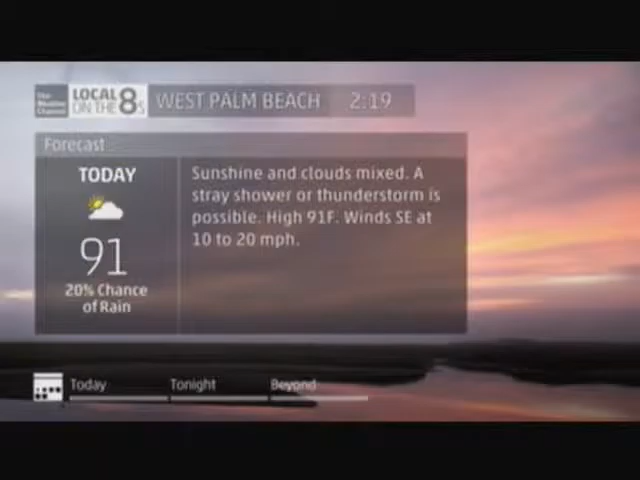 The
Weather
Channel
LOCAL
ON THE 8s
WEST PALM BEACH 2:19
Forecast
TODAY
91
20% Chance
of Rain
Sunshine and clouds mixed. A
stray shower or thunderstorm is
possible. High 91F. Winds SE at
10 to 20 mph.
Today Tonight Beyond